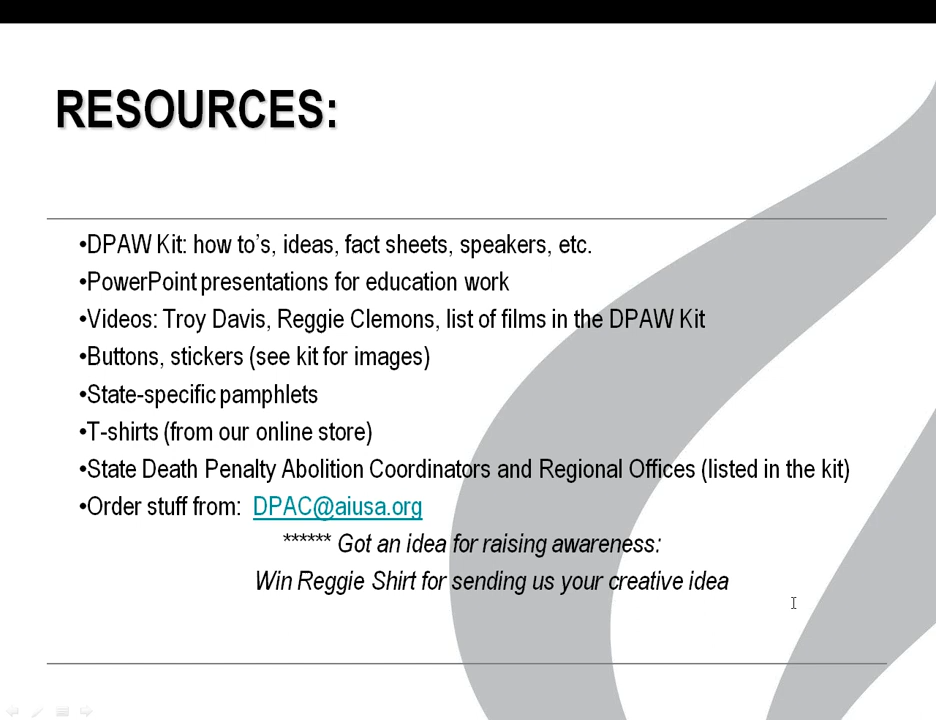 RESOURCES:
•DPAW Kit: how to’s, ideas, fact sheets, speakers, etc.
•PowerPoint presentations for education work
•Videos: Troy Davis, Reggie Clemons, list of films in the DPAW Kit
•Buttons, stickers (see kit for images)
•State-specific pamphlets
•T-shirts (from our online store)
•State Death Penalty Abolition Coordinators and Regional Offices (listed in the kit)
•Order stuff from: DPAC@aiusa.org
****** Got an idea for raising awareness:
Win Reggie Shirt for sending us your creative idea